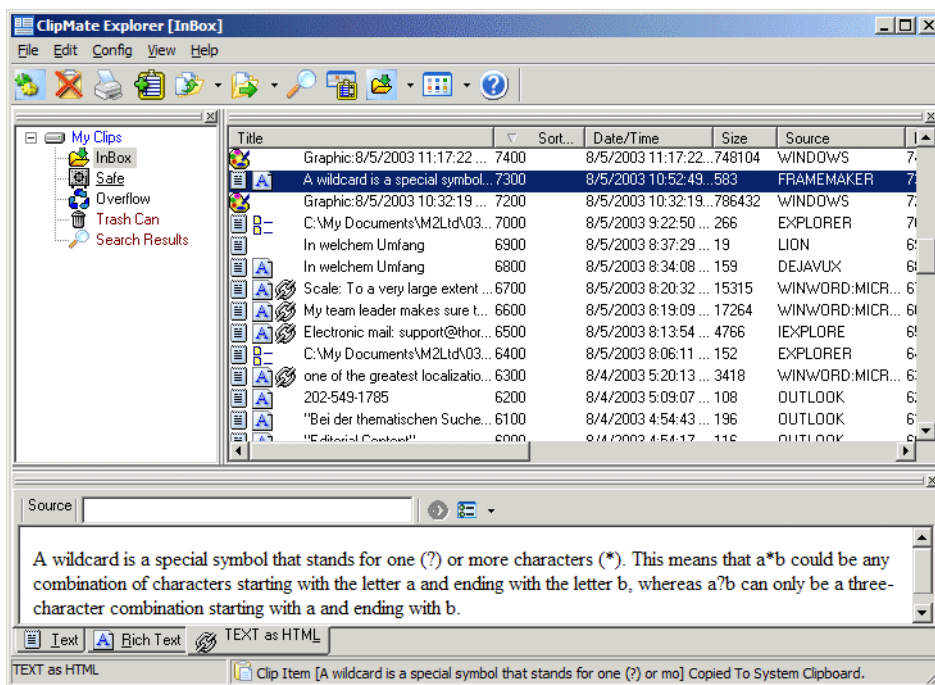 ClipMate Explorer [InBox]
File Edit Config View Help
My Clips
InBox
Safe
Overflow
Trash Can
Search Results
Title Sort... Date/Time Size Source
Graphic:8/5/2003 11:17:22 ... 7400 8/5/2003 11:17:22... 748104 WINDOWS
A wildcard is a special symbol... 7300 8/5/2003 10:52:49... 583 FRAMEMAKER
Graphic:8/5/2003 10:32:19 ... 7200 8/5/2003 10:32:19... 786432 WINDOWS
C:\My Documents\M2Ltd\03... 7000 8/5/2003 9:22:50 ... 266 EXPLORER
In welchem Umfang 6900 8/5/2003 8:37:29 ... 19 LION
In welchem Umfang 6800 8/5/2003 8:34:08 ... 159 DEJAVUX
Scale: To a very large extent ... 6700 8/5/2003 8:20:32 ... 15315 WINWORD:MICR...
My team leader makes sure t... 6600 8/5/2003 8:19:09 ... 17264 WINWORD:MICR...
Electronic mail: support@thor... 6500 8/5/2003 8:13:54 ... 4766 IEXPLORE
C:\My Documents\M2Ltd\03... 6400 8/5/2003 8:06:11 ... 152 EXPLORER
one of the greatest localizatio... 6300 8/4/2003 5:20:13 ... 3418 WINWORD:MICR...
202-549-1785 6200 8/4/2003 5:09:07 ... 108 OUTLOOK
"Bei der thematischen Suche... 6100 8/4/2003 4:54:43 ... 196 OUTLOOK
"Editorial Content" 6000 8/4/2003 4:54:17 ... 116 OUTLOOK
Source
A wildcard is a special symbol that stands for one (?) or more characters (*). This means that a*b could be any
combination of characters starting with the letter a and ending with the letter b, whereas a?b can only be a three-
character combination starting with a and ending with b.
Text Rich Text TEXT as HTML
TEXT as HTML Clip Item [A wildcard is a special symbol that stands for one (?) or mo] Copied To System Clipboard.